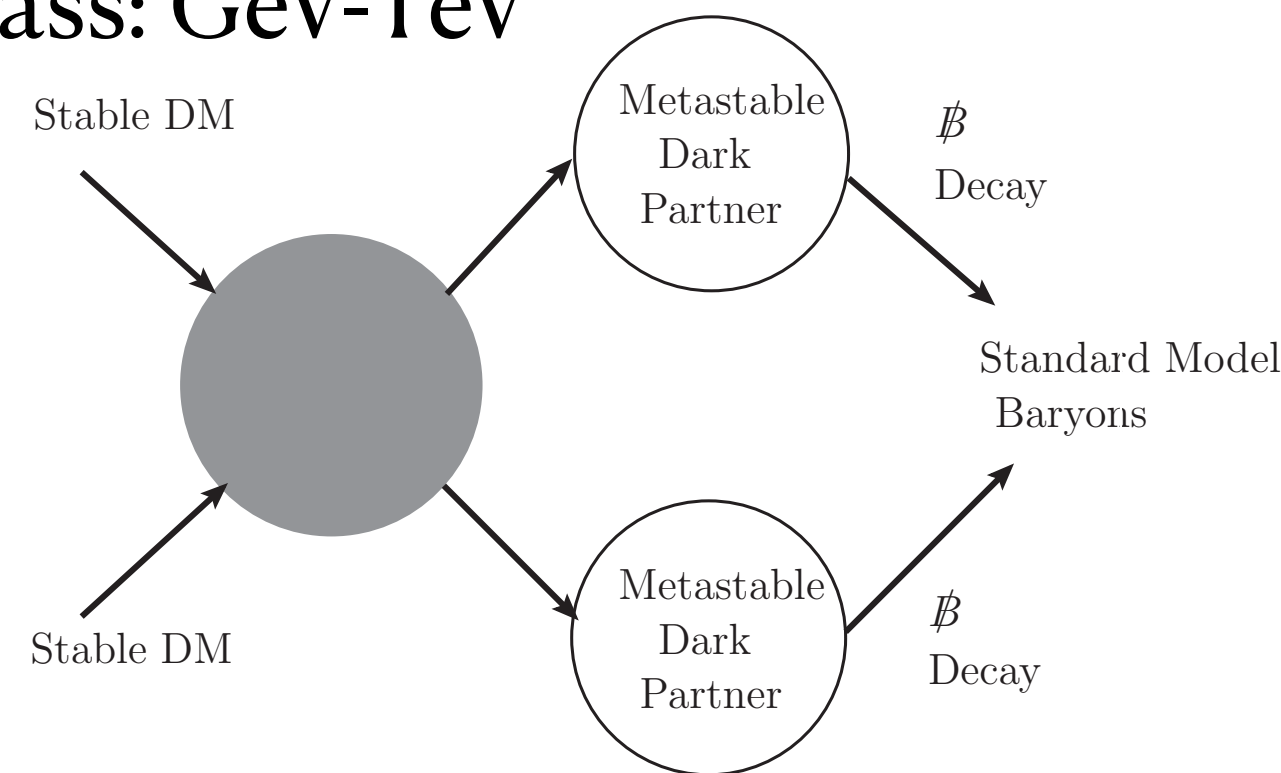 ass: GeV-TeV
Stable DM
Metastable
Dark
Partner
B̸
Decay
Standard Model
Baryons
Stable DM
Metastable
Dark
Partner
B̸
Decay